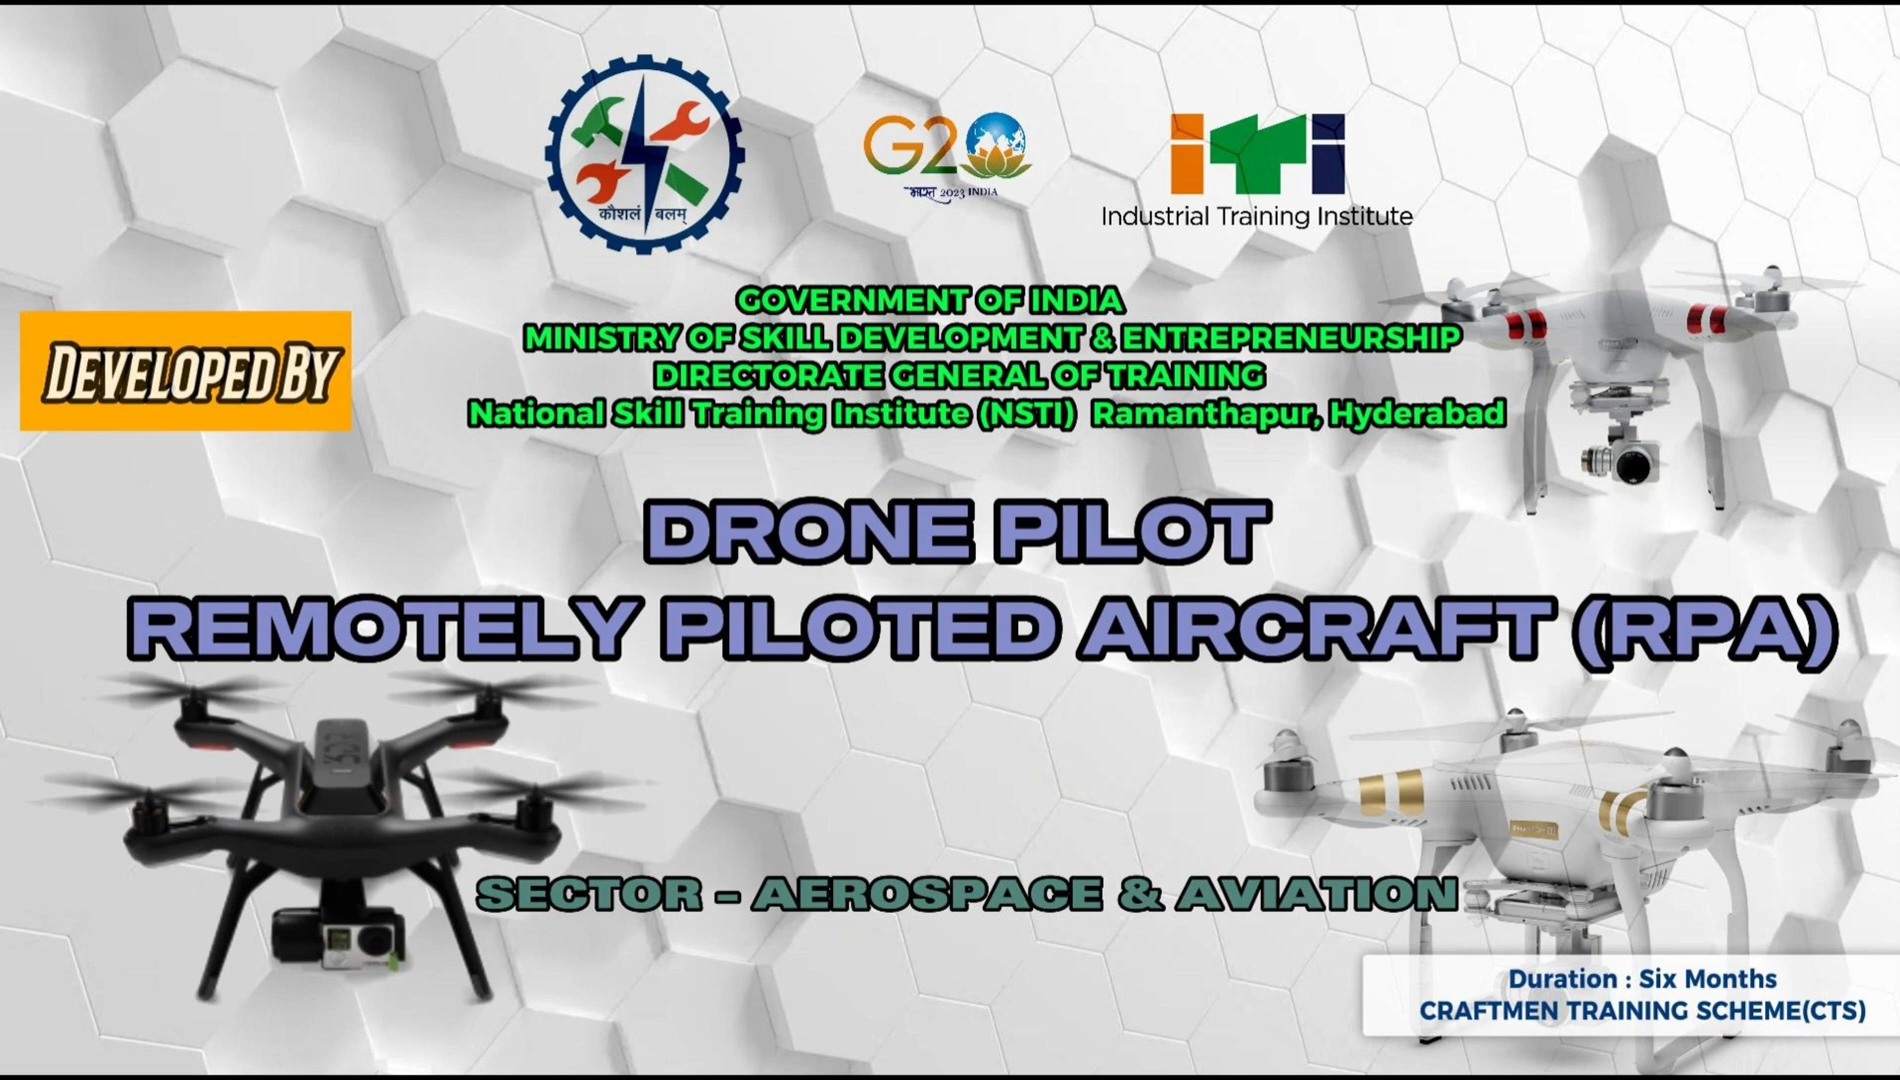 कौशलं बलम्
G20
भारत 2023 INDIA
iTi
Industrial Training Institute
DEVELOPED BY
GOVERNMENT OF INDIA
MINISTRY OF SKILL DEVELOPMENT & ENTREPRENEURSHIP
DIRECTORATE GENERAL OF TRAINING
National Skill Training Institute (NSTI) Ramanthapur, Hyderabad
DRONE PILOT
REMOTELY PILOTED AIRCRAFT (RPA)
3DR
SECTOR - AEROSPACE & AVIATION
Duration : Six Months
CRAFTMEN TRAINING SCHEME(CTS)